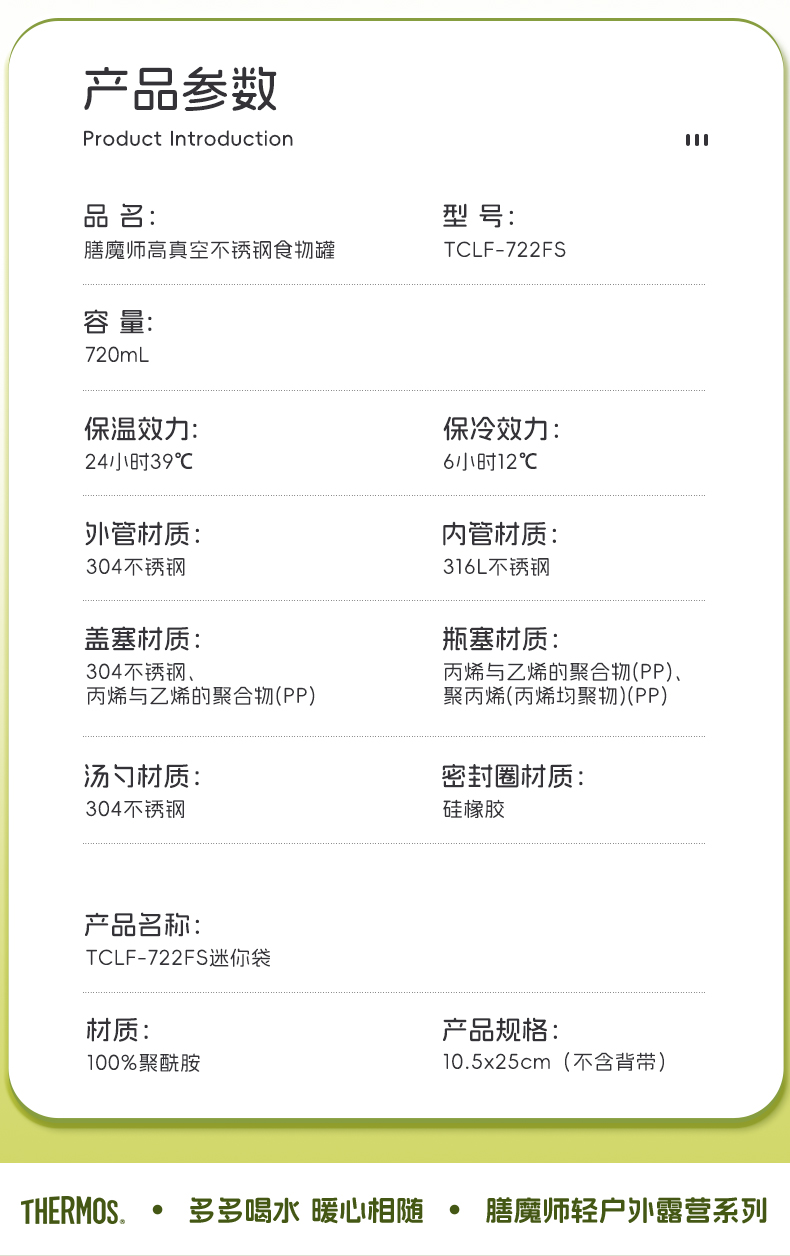 产品参数
Product Introduction
品 名： 型 号：
膳魔师高真空不锈钢食物罐 TCLF-722FS
容 量：
720mL
保温效力： 保冷效力：
24小时39℃ 6小时12℃
外管材质： 内管材质：
304不锈钢 316L不锈钢
盖塞材质： 瓶塞材质：
304不锈钢、 丙烯与乙烯的聚合物(PP)、
丙烯与乙烯的聚合物(PP) 聚丙烯(丙烯均聚物)(PP)
汤勺材质： 密封圈材质：
304不锈钢 硅橡胶
产品名称：
TCLF-722FS迷你袋
材质： 产品规格：
100%聚酰胺 10.5x25cm（不含背带）
THERMOS. • 多多喝水 暖心相随 • 膳魔师轻户外露营系列